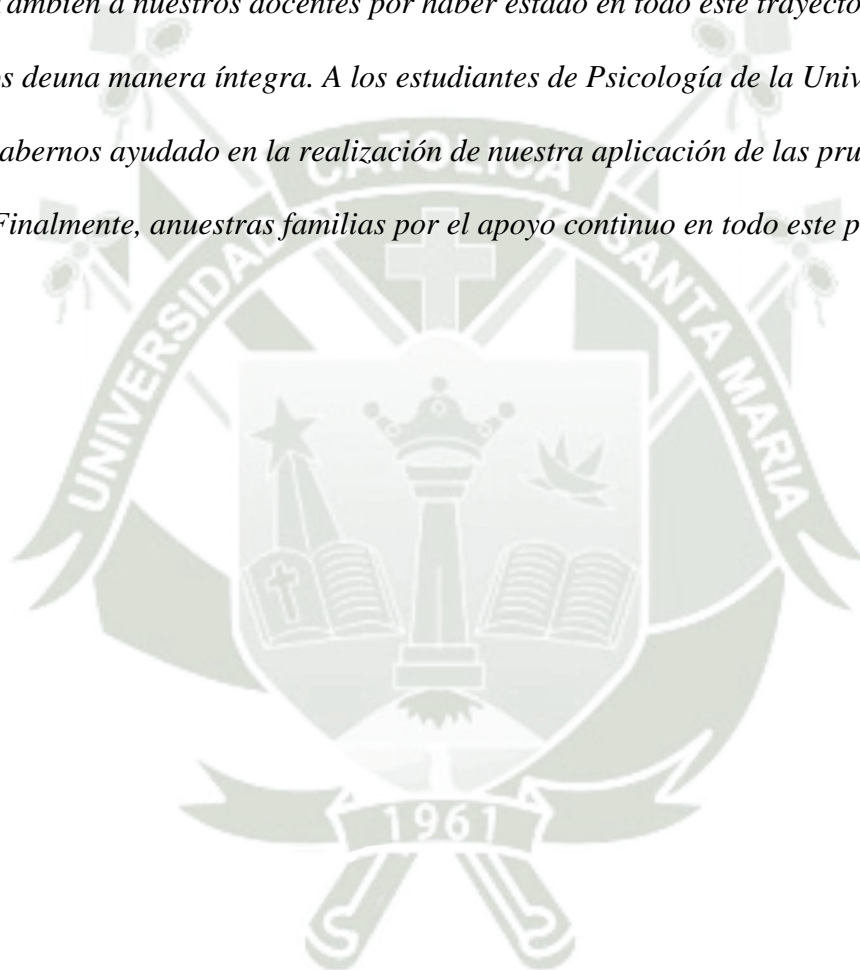 También a nuestros docentes por haber estado en todo este trayecto
s deuna manera íntegra. A los estudiantes de Psicología de la Univ
abernos ayudado en la realización de nuestra aplicación de las pru
Finalmente, anuestras familias por el apoyo continuo en todo este p
UNIVERSIDAD CATOLICA SANTA MARIA
1961